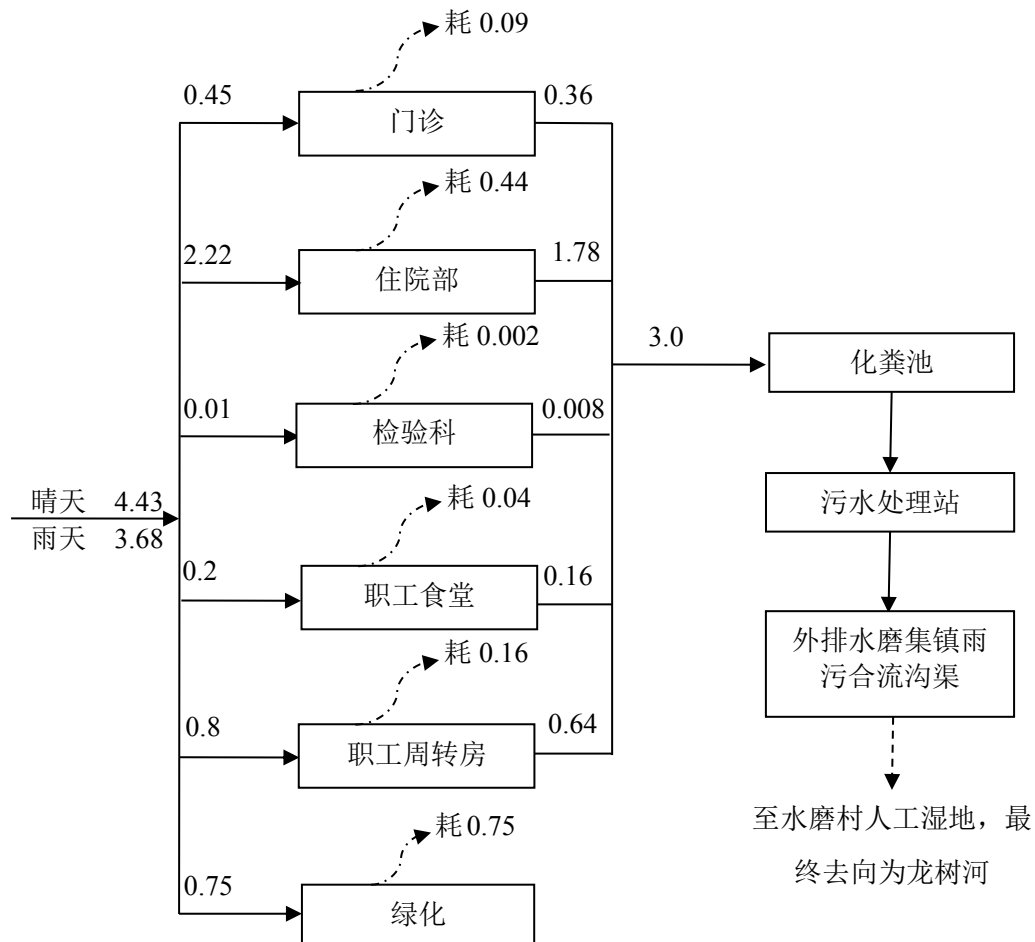 耗 0.09
0.45
门诊
0.36
耗 0.44
2.22
住院部
1.78
耗 0.002
0.01
检验科
0.008
3.0
化粪池
晴天 4.43
雨天 3.68
耗 0.04
0.2
职工食堂
0.16
污水处理站
耗 0.16
0.8
职工周转房
0.64
外排水磨集镇雨
污合流沟渠
耗 0.75
0.75
绿化
至水磨村人工湿地，最
终去向为龙树河